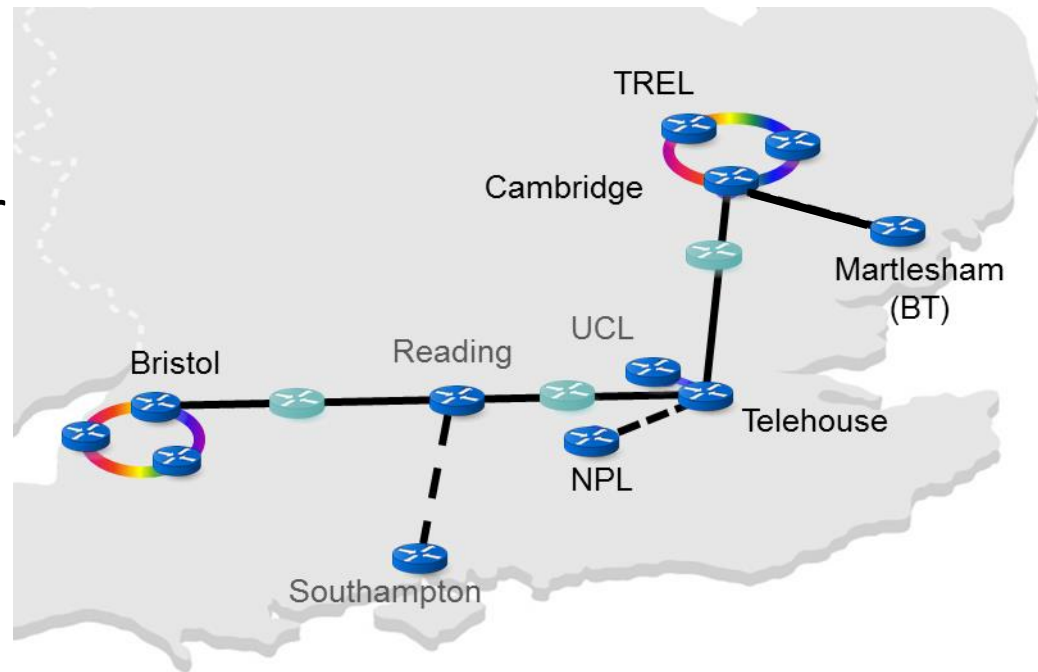 TREL
Cambridge
Martlesham
(BT)
UCL
Reading
Bristol
Telehouse
NPL
Southampton